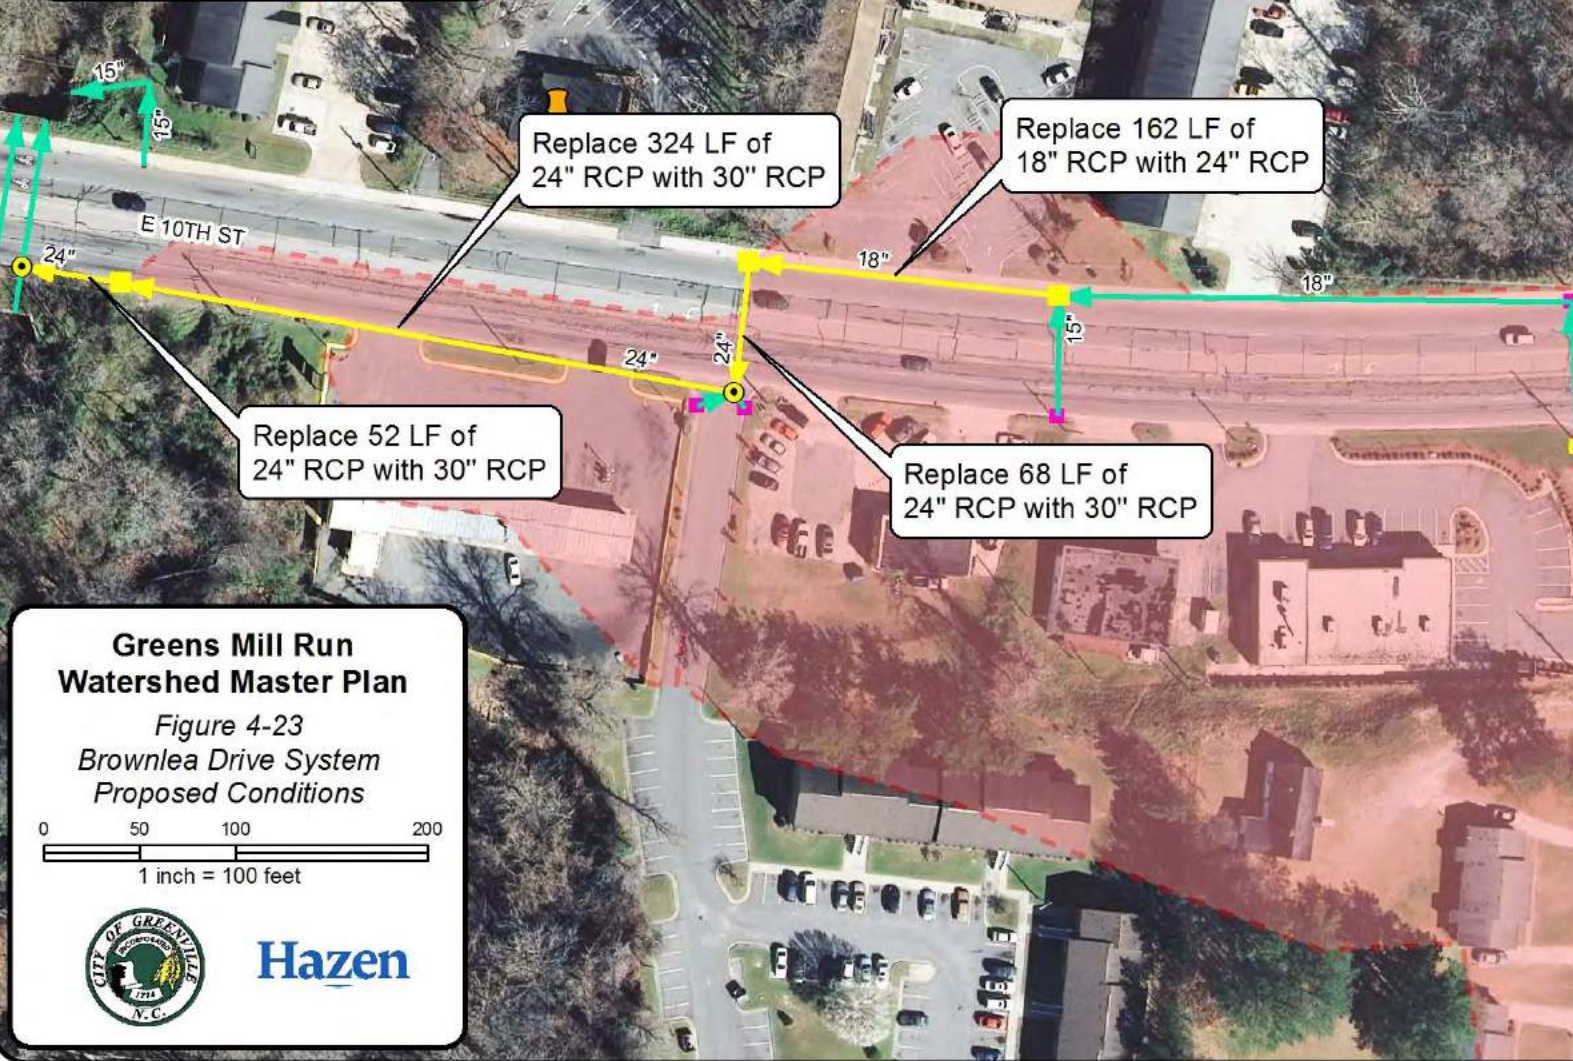 15"
15"
Replace 324 LF of
24" RCP with 30" RCP
Replace 162 LF of
18" RCP with 24" RCP
E 10TH ST
24"
18"
18"
15"
24"
24"
Replace 52 LF of
24" RCP with 30" RCP
Replace 68 LF of
24" RCP with 30" RCP
Greens Mill Run
Watershed Master Plan
Figure 4-23
Brownlea Drive System
Proposed Conditions
0 50 100 200
1 inch = 100 feet
CITY OF GREENVILLE
INCORPORATED
1774
N.C.
Hazen